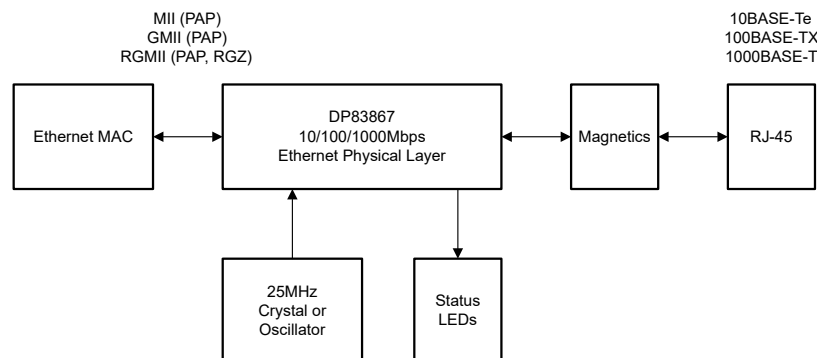 MII (PAP)
GMII (PAP)
RGMII (PAP, RGZ)
10BASE-Te
100BASE-TX
1000BASE-T
Ethernet MAC
DP83867
10/100/1000Mbps
Ethernet Physical Layer
Magnetics
RJ-45
25MHz
Crystal or
Oscillator
Status
LEDs